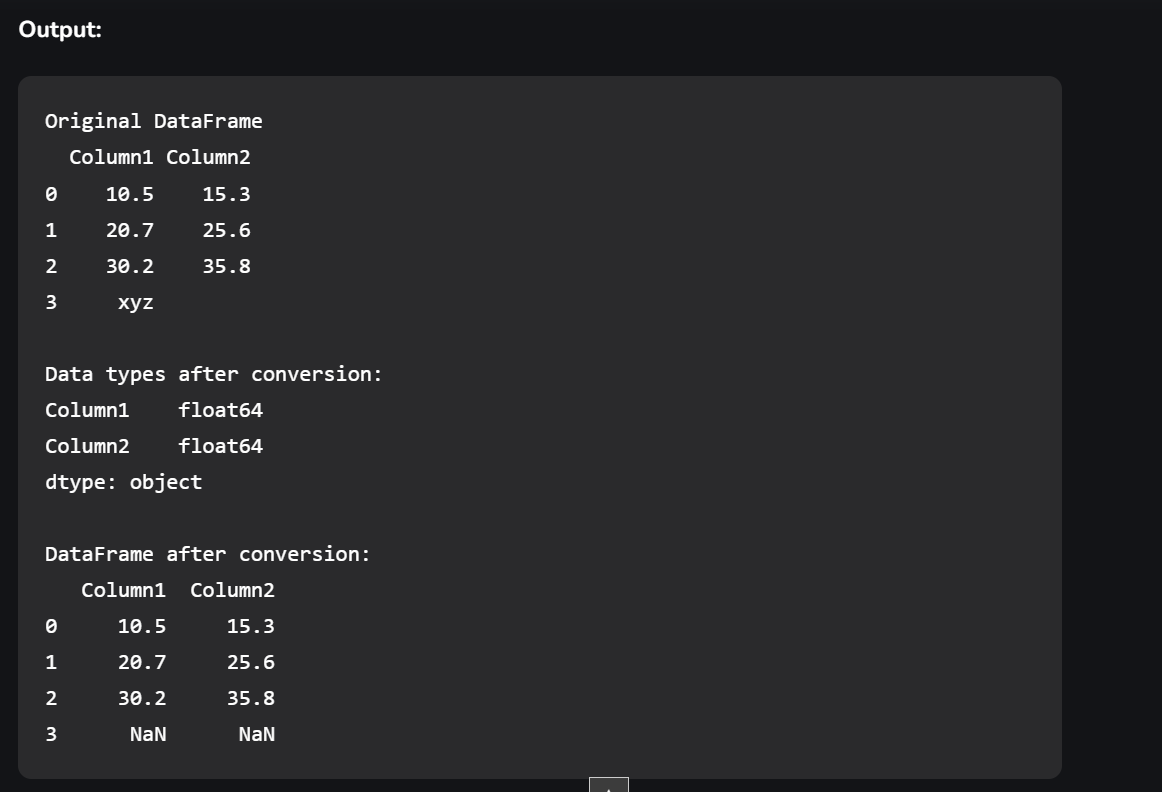 Output:
Original DataFrame
  Column1 Column2
0    10.5    15.3
1    20.7    25.6
2    30.2    35.8
3     xyz
Data types after conversion:
Column1    float64
Column2    float64
dtype: object
DataFrame after conversion:
   Column1  Column2
0     10.5     15.3
1     20.7     25.6
2     30.2     35.8
3      NaN      NaN